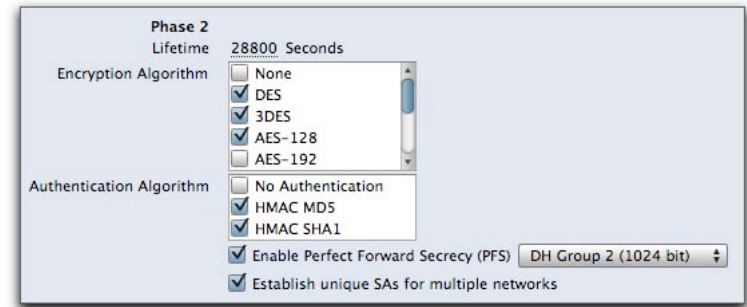 Phase 2
Lifetime 28800 Seconds
Encryption Algorithm None
DES
3DES
AES-128
AES-192
Authentication Algorithm No Authentication
HMAC MD5
HMAC SHA1
Enable Perfect Forward Secrecy (PFS) DH Group 2 (1024 bit)
Establish unique SAs for multiple networks